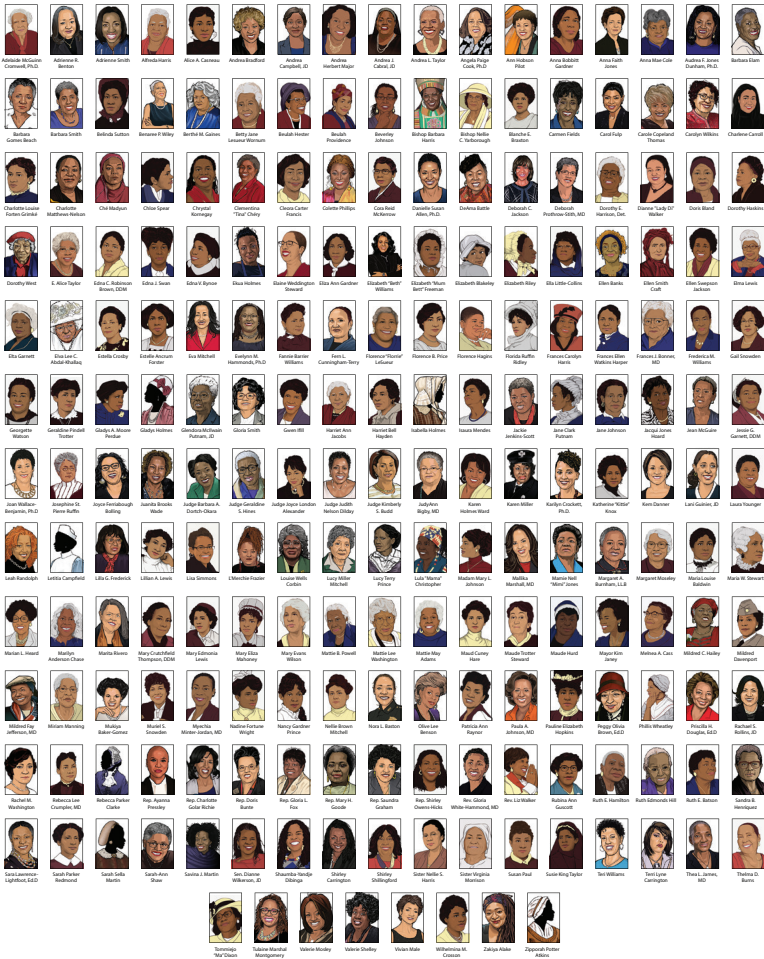 Adelaide McGuinn Cromwell, Ph.D.
Adrienne R. Benton
Adrienne Smith
Alfreda Harris
Alice A. Casneau
Andrea Bradford
Andrea Campbell, JD
Andrea Herbert Major
Andrea J. Cabral, JD
Andrea L. Taylor
Angela Paige Cook, Ph.D
Ann Hobson Pilot
Anna Bobbitt Gardner
Anna Faith Jones
Anna Mae Cole
Audrea F. Jones Dunham, Ph.D.
Barbara Elam
Barbara Gomes Beach
Barbara Smith
Belinda Sutton
Benaree P. Wiley
Berthé M. Gaines
Betty Jane Lesueur Wornum
Beulah Hester
Beulah Providence
Beverley Johnson
Bishop Barbara Harris
Bishop Nellie C. Yarborough
Blanche E. Braxton
Carmen Fields
Carol Fulp
Carole Copeland Thomas
Carolyn Wilkins
Charlene Carroll
Charlotte Louise Forten Grimké
Charlotte Matthews-Nelson
Ché Madyun
Chloe Spear
Chrystal Kornegay
Clementina "Tina" Chéry
Cleora Carter Francis
Colette Phillips
Cora Reid McKerrow
Danielle Susan Allen, Ph.D.
DeAma Battle
Deborah C. Jackson
Deborah Prothrow-Stith, MD
Dorothy E. Harrison, Det.
Dianne "Lady Di" Walker
Doris Bland
Dorothy Haskins
Dorothy West
E. Alice Taylor
Edna C. Robinson Brown, DDM
Edna J. Swan
Edna V. Bynoe
Ekua Holmes
Elaine Weddington Steward
Eliza Ann Gardner
Elizabeth "Beth" Williams
Elizabeth "Mum Bett" Freeman
Elizabeth Blakeley
Elizabeth Riley
Ella Little-Collins
Ellen Banks
Ellen Smith Craft
Ellen Swepson Jackson
Elma Lewis
Etta Garrett
Elva Lee C. Abdal-Khallaq
Estella Crosby
Estelle Ancrum Forster
Eva Mitchell
Evelynn M. Hammonds, Ph.D
Fannie Barrier Williams
Fern L. Cunningham-Terry
Florence "Florrie" LeSueur
Florence B. Price
Florence Hagins
Florida Ruffin Ridley
Frances Carolyn Harris
Frances Ellen Watkins Harper
Frances J. Bonner, MD
Frederica M. Williams
Gail Snowden
Georgette Watson
Geraldine Pindell Trotter
Gladys A. Moore Perdue
Gladys Holmes
Glendora McIlwain Putnam, JD
Gloria Smith
Gwen Ifill
Harriet Ann Jacobs
Harriet Bell Hayden
Isabella Holmes
Isaura Mendes
Jackie Jenkins-Scott
Jane Clark Putnam
Jane Johnson
Jacqui Jones Hoard
Jean McGuire
Jessie G. Garnett, DDM
Joan Wallace-Benjamin, Ph.D
Josephine St. Pierre Ruffin
Joyce Ferriabough Bolling
Juanita Brooks Wade
Judge Barbara A. Dortch-Okara
Judge Geraldine S. Hines
Judge Joyce London Alexander
Judge Judith Nelson Dilday
Judge Kimberly S. Budd
JudyAnn Bigby, MD
Karen Holmes Ward
Karen Miller
Karilyn Crockett, Ph.D.
Katherine "Kittie" Knox
Kem Danner
Lani Guinier, JD
Laura Younger
Leah Randolph
Letitia Campfield
Lilla G. Frederick
Lillian A. Lewis
Lisa Simmons
L'Merchie Frazier
Louise Wells Corbin
Lucy Miller Mitchell
Lucy Terry Prince
Lula "Mama" Christopher
Madam Mary L. Johnson
Mallika Marshall, MD
Mamie Nell "Mimi" Jones
Margaret A. Burnham, LL.B
Margaret Moseley
Maria Louise Baldwin
Maria W. Stewart
Marian L. Heard
Marilyn Anderson Chase
Marita Rivero
Mary Crutchfield Thompson, DDM
Mary Edmonia Lewis
Mary Eliza Mahoney
Mary Evans Wilson
Mattie B. Powell
Mattie Lee Washington
Mattie May Adams
Maud Cuney Hare
Maude Trotter Steward
Maude Hurd
Mayor Kim Janey
Melnea A. Cass
Mildred C. Hailey
Mildred Davenport
Mildred Fay Jefferson, MD
Miriam Manning
Mukiya Baker-Gomez
Muriel S. Snowden
Myechia Minter-Jordan, MD
Nadine Fortune Wright
Nancy Gardner Prince
Nellie Brown Mitchell
Nora L. Baston
Olive Lee Benson
Patricia Ann Raynor
Paula A. Johnson, MD
Pauline Elizabeth Hopkins
Peggy Olivia Brown, Ed.D
Phillis Wheatley
Priscilla H. Douglas, Ed.D
Rachael S. Rollins, JD
Rachel M. Washington
Rebecca Lee Crumpler, MD
Rebecca Parker Clarke
Rep. Ayanna Pressley
Rep. Charlotte Golar Richie
Rep. Doris Bunte
Rep. Gloria L. Fox
Rep. Mary H. Goode
Rep. Saundra Graham
Rep. Shirley Owens-Hicks
Rev. Gloria White-Hammond, MD
Rev. Liz Walker
Rubina Ann Guscott
Ruth E. Hamilton
Ruth Edmonds Hill
Ruth E. Batson
Sandra B. Henriquez
Sara Lawrence-Lightfoot, Ed.D
Sarah Parker Redmond
Sarah Sella Martin
Sarah-Ann Shaw
Savina J. Martin
Sen. Dianne Wilkerson, JD
Shaumba-Yandje Dibinga
Shirley Carrington
Shirley Shillingford
Sister Nellie S. Harris
Sister Virginia Morrison
Susan Paul
Susie King Taylor
Teri Williams
Terri Lyne Carrington
Thea L. James, MD
Thelma D. Burns
Tommiejo "Ma" Dixon
Tulaine Marshal Montgomery
Valerie Mosley
Valerie Shelley
Vivian Male
Wilhelmina M. Crosson
Zakiya Alake
Zipporah Potter Atkins